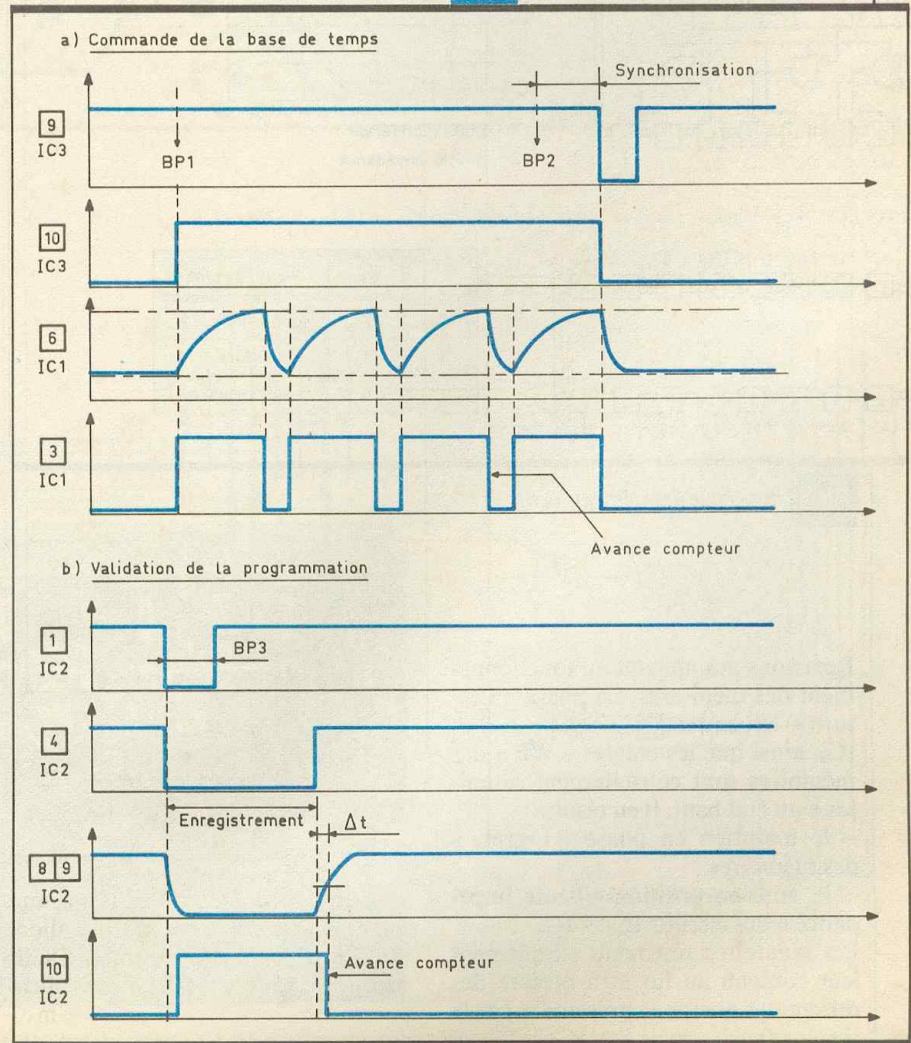 a) Commande de la base de temps
Synchronisation
9
IC3
BP1
BP2
10
IC3
6
IC1
3
IC1
Avance compteur
b) Validation de la programmation
1
IC2
BP3
4
IC2
Enregistrement
Δt
8 9
IC2
10
IC2
Avance compteur